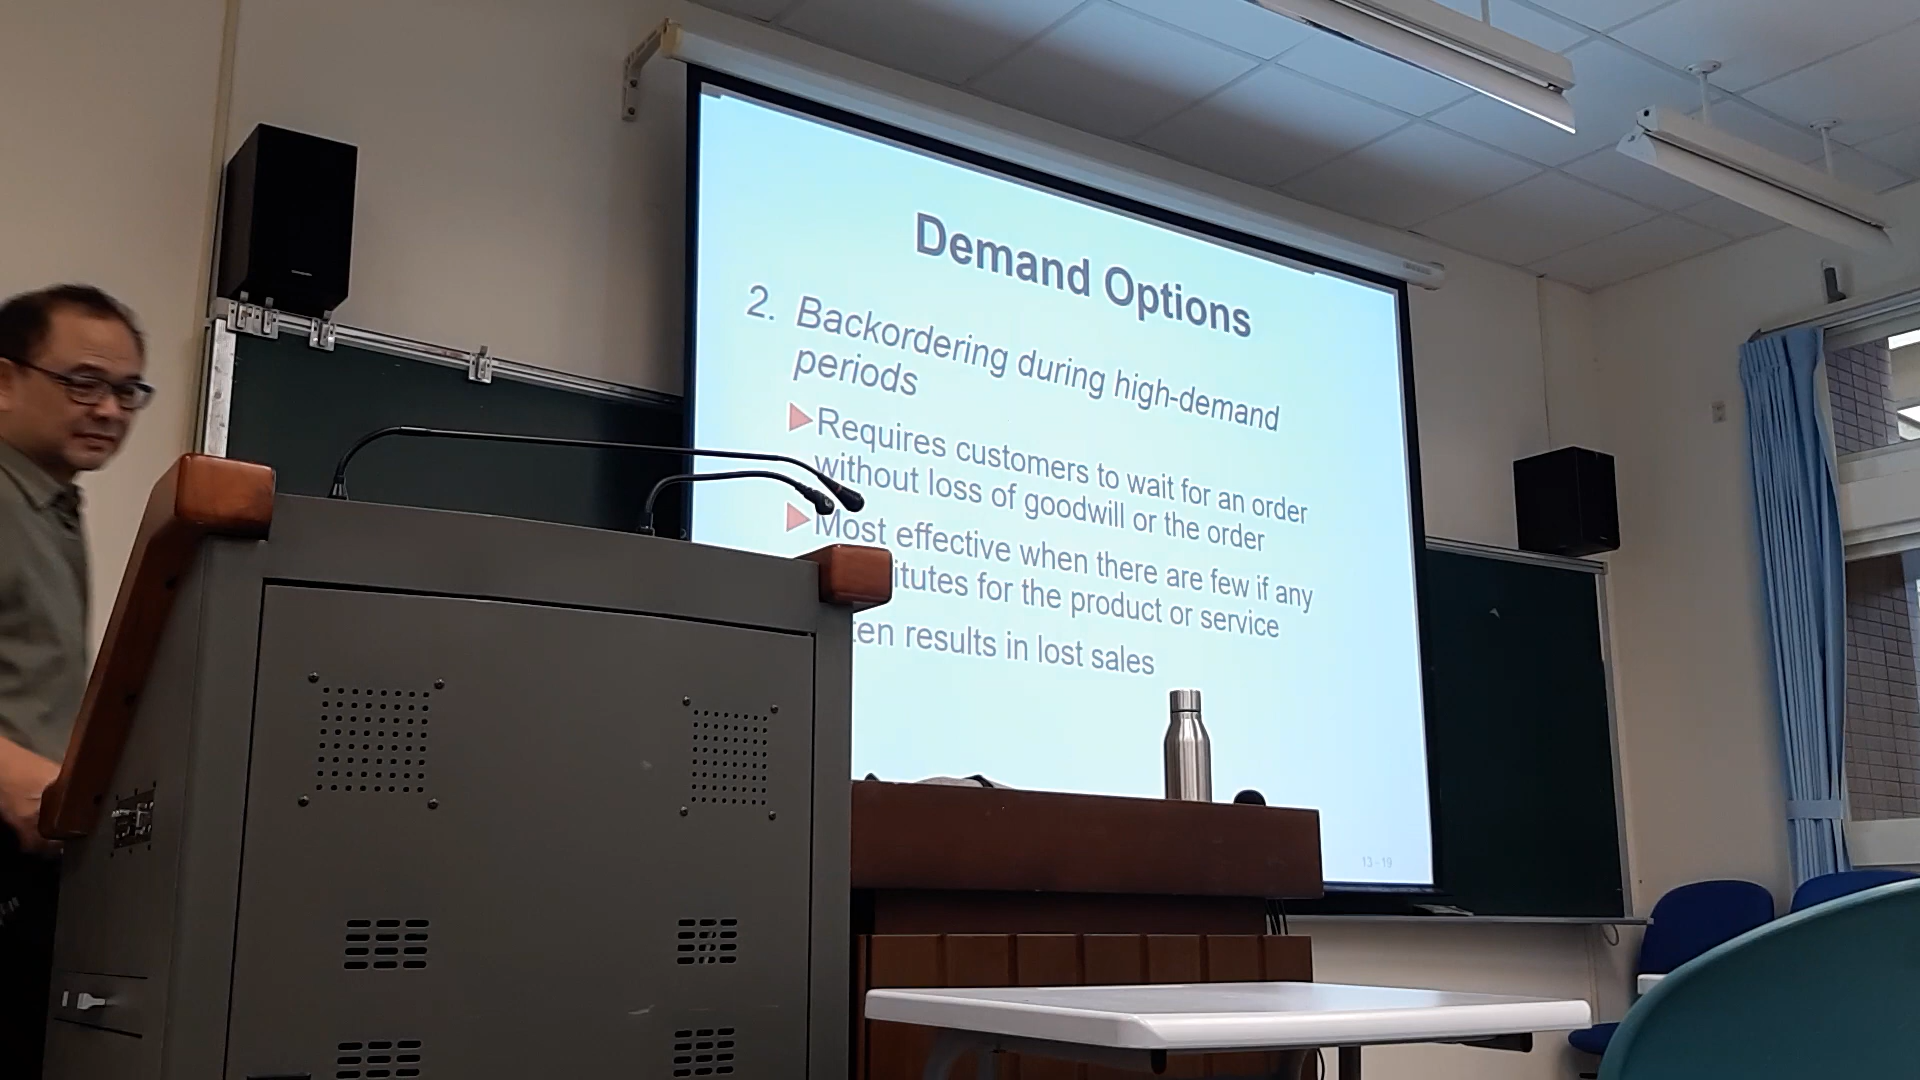 Demand Options
2. Backordering during high-demand
periods
Requires customers to wait for an order
without loss of goodwill or the order
Most effective when there are few if any
itutes for the product or service
ten results in lost sales
13 - 19